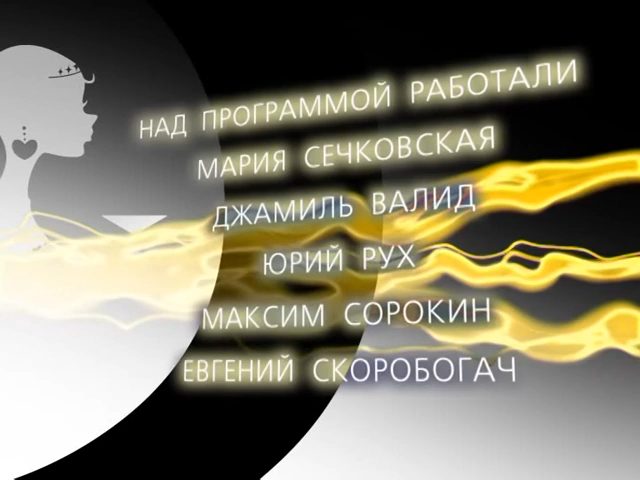 НАД ПРОГРАММОЙ РАБОТАЛИ
МАРИЯ СЕЧКОВСКАЯ
ДЖАМИЛЬ ВАЛИД
ЮРИЙ РУХ
МАКСИМ СОРОКИН
ЕВГЕНИЙ СКОРОБОГАЧ